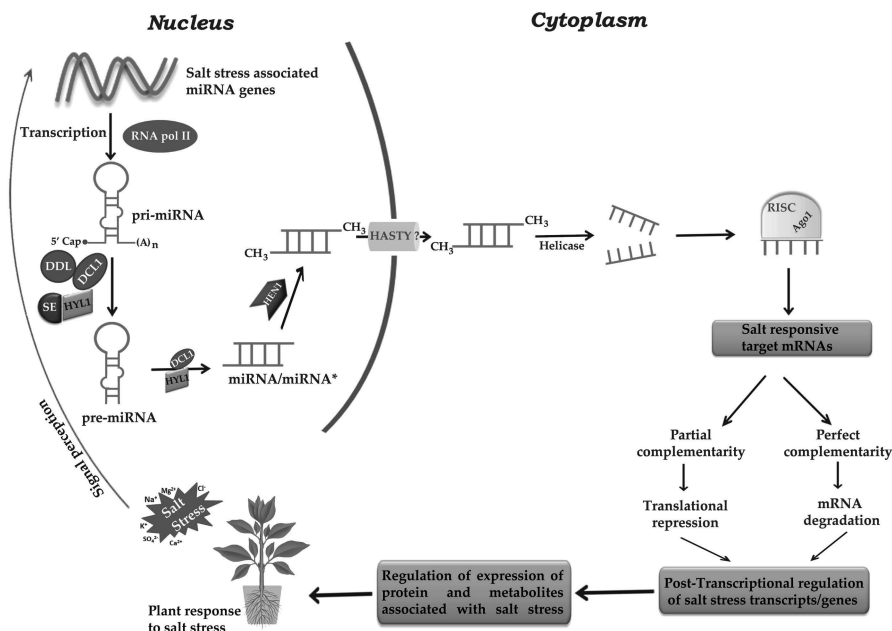 Nucleus
Cytoplasm
Salt stress associated
miRNA genes
Transcription
RNA pol II
pri-miRNA
5' Cap
(A)n
DDL
DCL1
SE
HYL1
pre-miRNA
DCL1
HYL1
miRNA/miRNA*
HEN1
CH3
CH3
HASTY ?
CH3
CH3
Helicase
RISC
Ago1
Salt responsive
target mRNAs
Partial
complementarity
Perfect
complementarity
Translational
repression
mRNA
degradation
Post-Transcriptional regulation
of salt stress transcripts/genes
Regulation of expression of
protein and metabolites
associated with salt stress
Plant response
to salt stress
Salt
Stress
Na+
Mg2+
Cl-
K+
SO42-
Ca2+
Signal perception